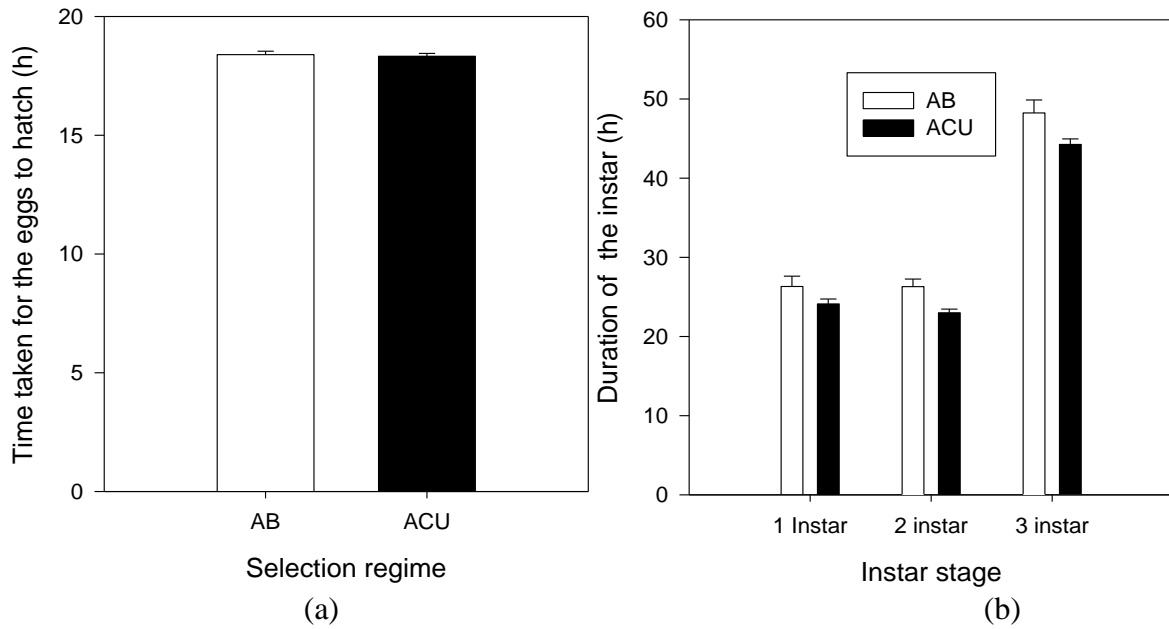 Time taken for the eggs to hatch (h)
20
15
10
5
0
AB
ACU
Selection regime
(a)
Duration of the instar (h)
60
50
40
30
20
10
0
AB
ACU
1 Instar
2 instar
3 instar
Instar stage
(b)